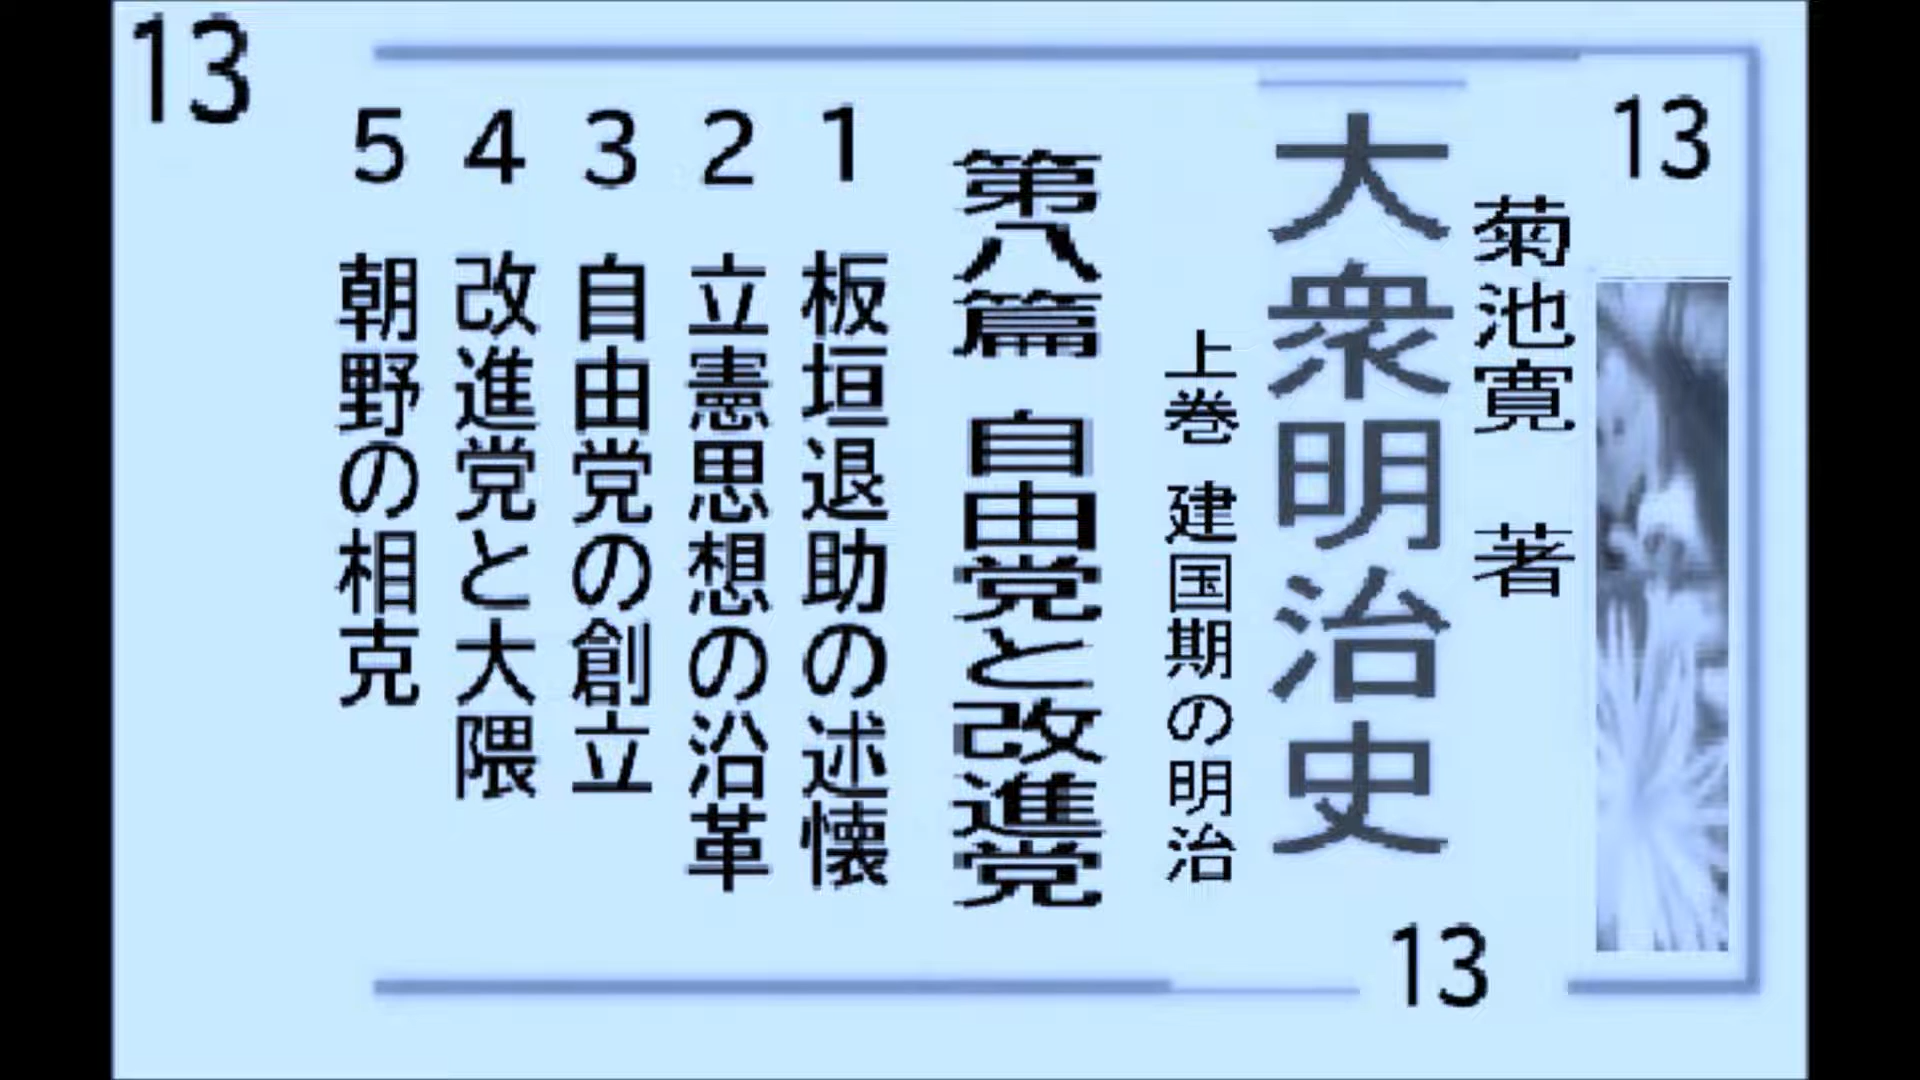 13
13
菊池寛 著
大衆明治史
上巻 建国期の明治
第八篇 自由党と改進党
1 板垣退助の述懐
2 立憲思想の沿革
3 自由党の創立
4 改進党と大隈
5 朝野の相克
13